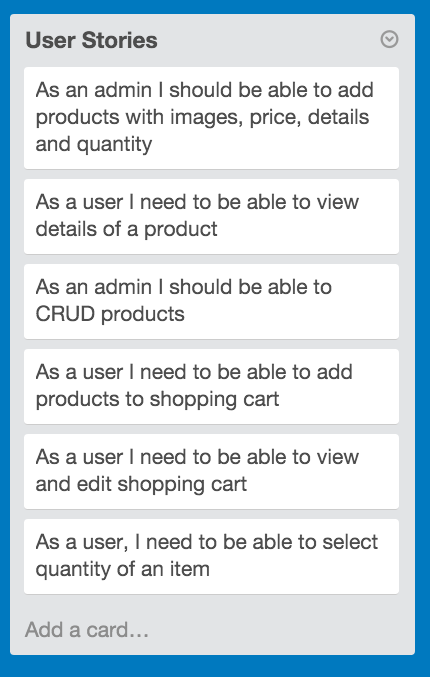 User Stories
As an admin I should be able to add
products with images, price, details
and quantity
As a user I need to be able to view
details of a product
As an admin I should be able to
CRUD products
As a user I need to be able to add
products to shopping cart
As a user I need to be able to view
and edit shopping cart
As a user, I need to be able to select
quantity of an item
Add a card…